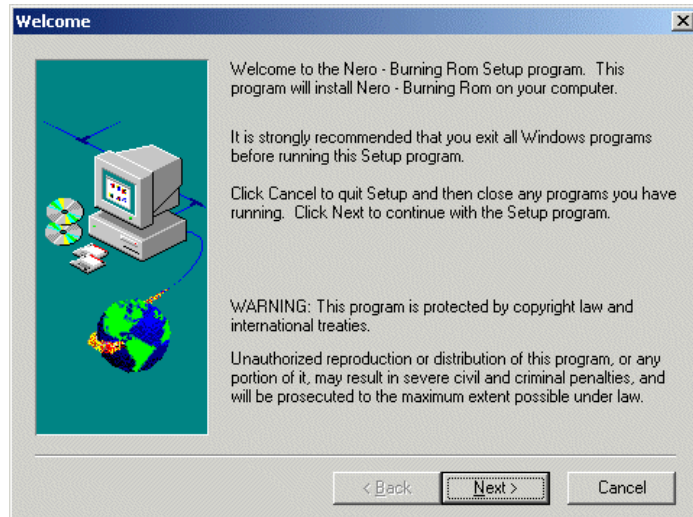 Welcome
Welcome to the Nero - Burning Rom Setup program.  This
program will install Nero - Burning Rom on your computer.
It is strongly recommended that you exit all Windows programs
before running this Setup program.
Click Cancel to quit Setup and then close any programs you have
running.  Click Next to continue with the Setup program.
WARNING: This program is protected by copyright law and
international treaties.
Unauthorized reproduction or distribution of this program, or any
portion of it, may result in severe civil and criminal penalties, and
will be prosecuted to the maximum extent possible under law.
< Back
Next >
Cancel